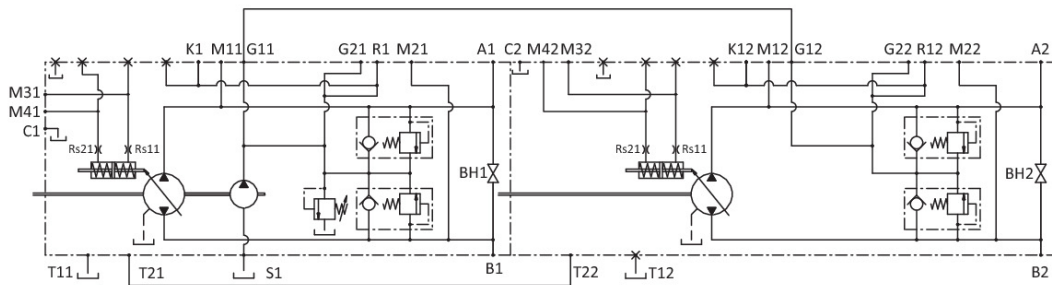 K1 M11 G11 G21 R1 M21 A1 C2 M42 M32 K12 M12 G12 G22 R12 M22 A2
M31
M41
C1
Rs21 Rs11 Rs21 Rs11
BH1 BH2
T11 T21 S1 B1 T22 T12 B2